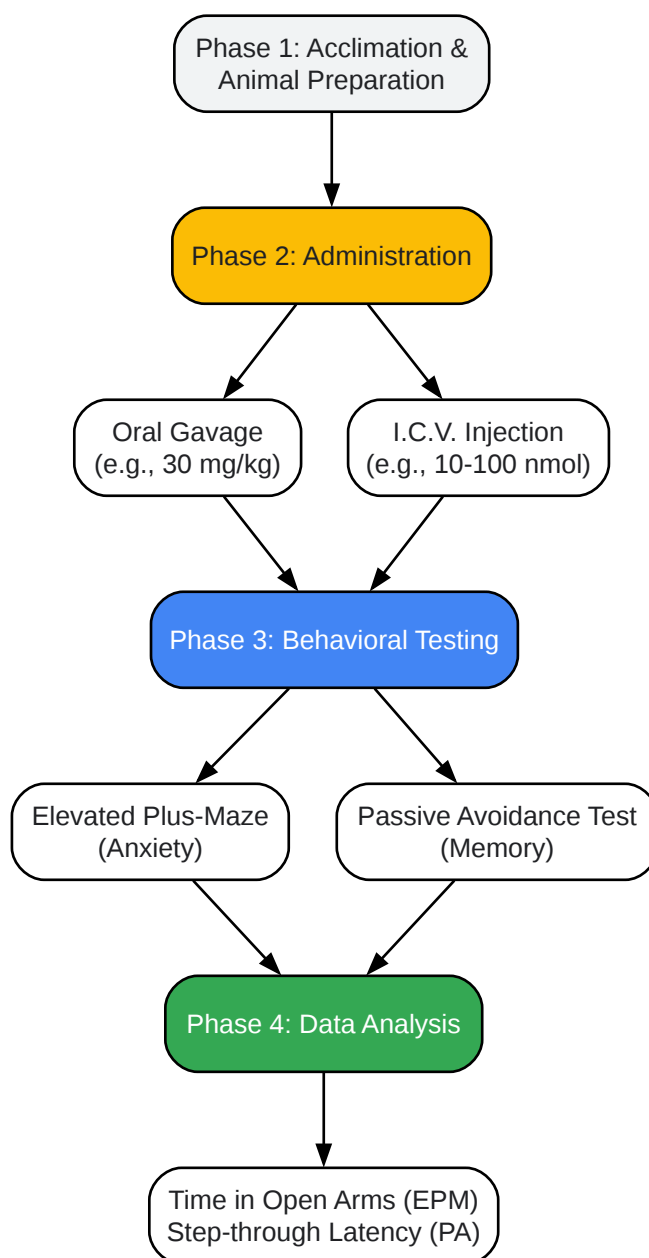 Phase 1: Acclimation &
Animal Preparation
Phase 2: Administration
Oral Gavage
(e.g., 30 mg/kg)
I.C.V. Injection
(e.g., 10-100 nmol)
Phase 3: Behavioral Testing
Elevated Plus-Maze
(Anxiety)
Passive Avoidance Test
(Memory)
Phase 4: Data Analysis
Time in Open Arms (EPM)
Step-through Latency (PA)